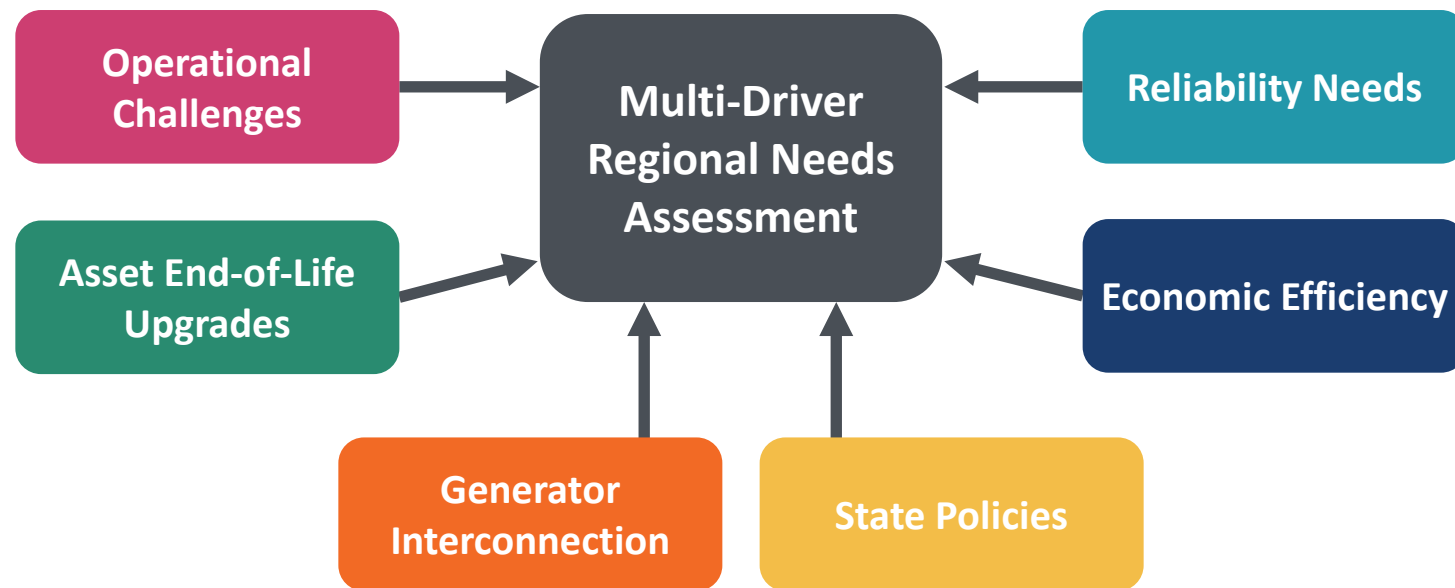 Operational
Challenges
Multi-Driver
Regional Needs
Assessment
Reliability Needs
Asset End-of-Life
Upgrades
Economic Efficiency
Generator
Interconnection
State Policies